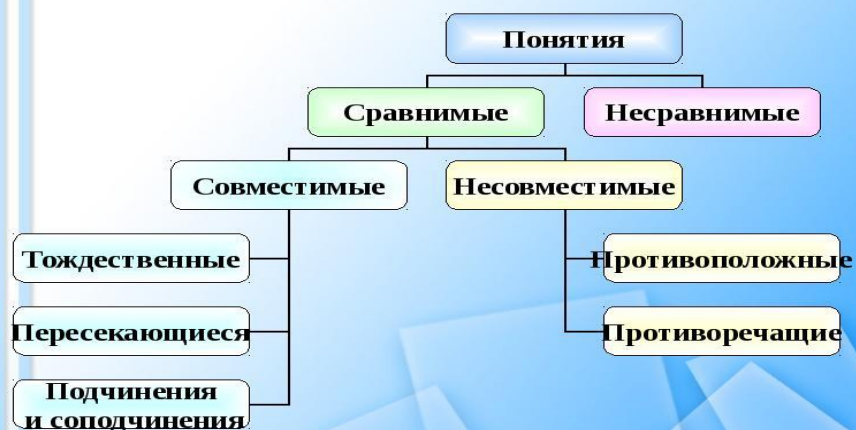 Понятия
Сравнимые
Несравнимые
Совместимые
Несовместимые
Тождественные
Противоположные
Пересекающиеся
Противоречащие
Подчинения
и соподчинения